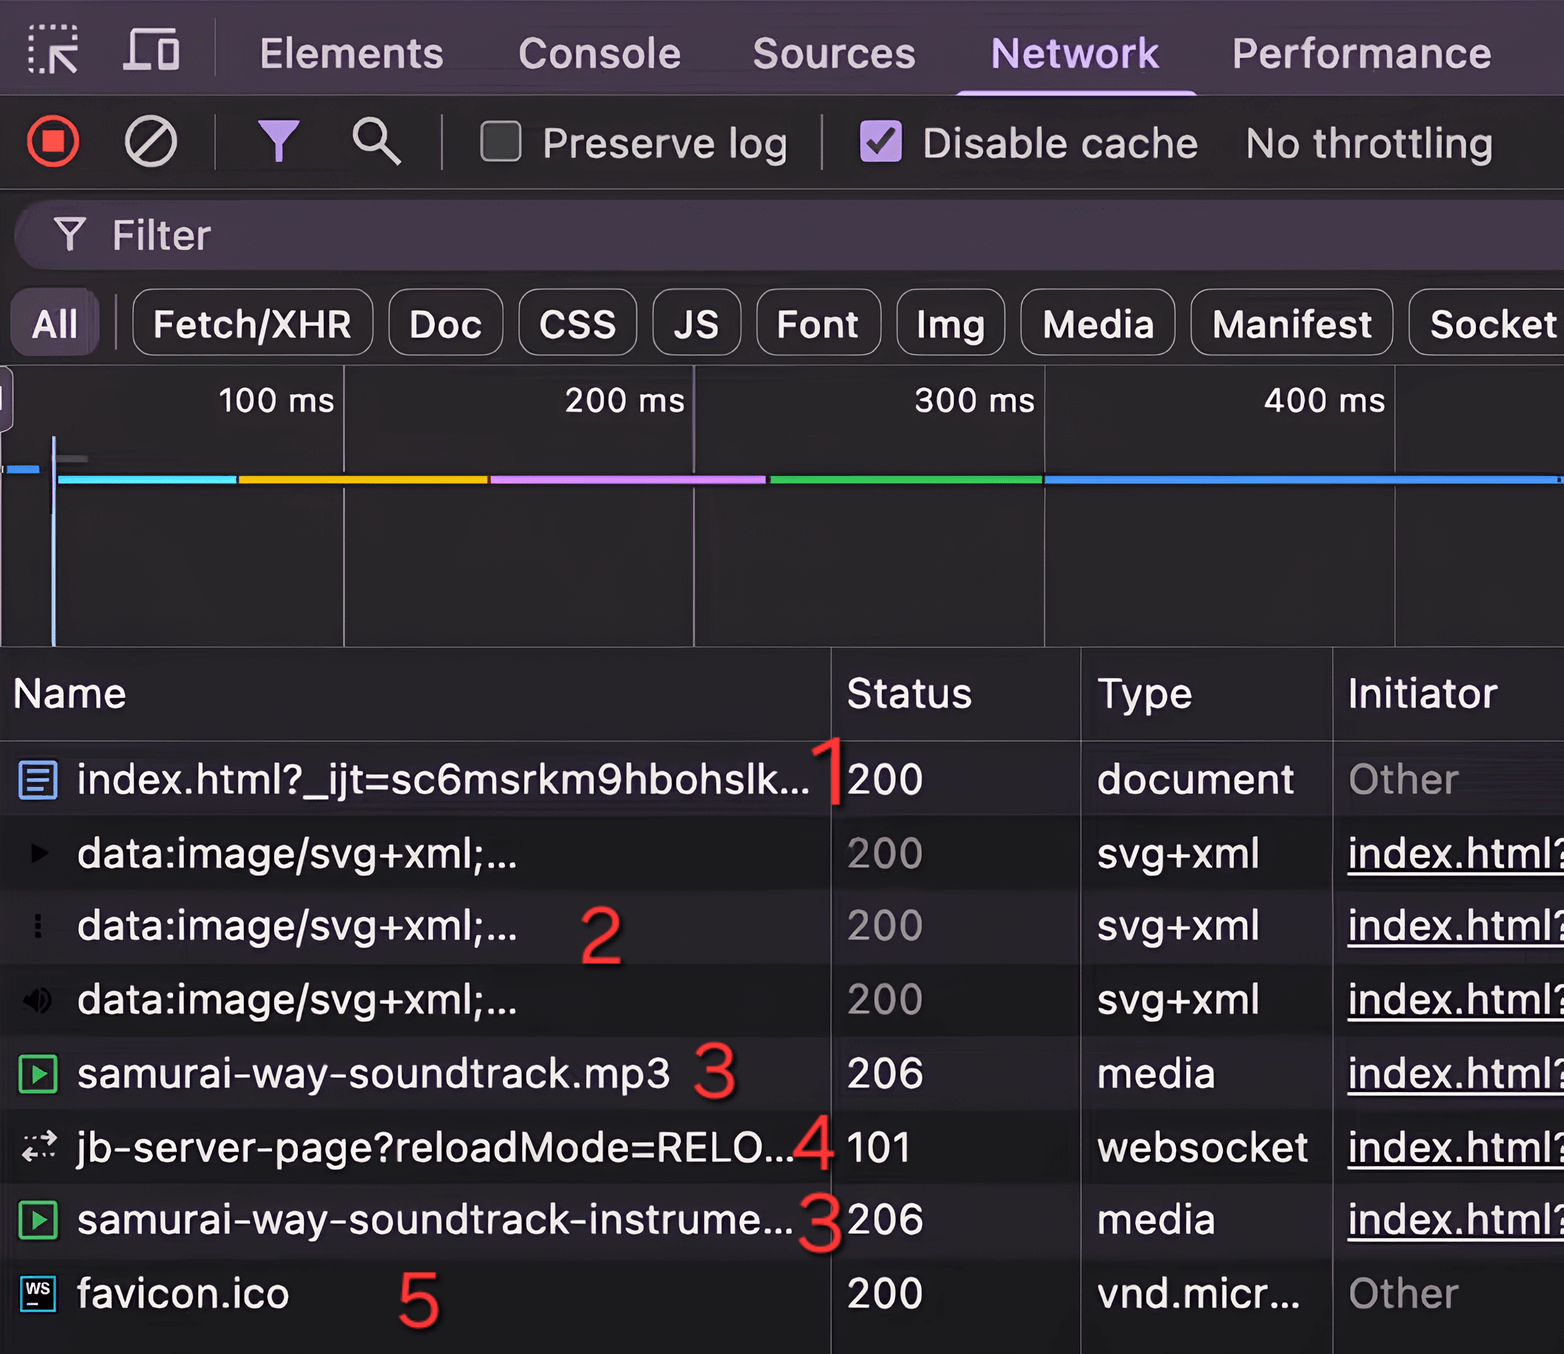 Elements Console Sources Network Performance
Preserve log Disable cache No throttling
Filter
All Fetch/XHR Doc CSS JS Font Img Media Manifest Socket
100 ms 200 ms 300 ms 400 ms
Name Status Type Initiator
index.html?_ijt=sc6msrkm9hbohslk... 1 200 document Other
data:image/svg+xml;... 200 svg+xml index.html?
data:image/svg+xml;... 2 200 svg+xml index.html?
data:image/svg+xml;... 200 svg+xml index.html?
samurai-way-soundtrack.mp3 3 206 media index.html?
jb-server-page?reloadMode=RELO... 4 101 websocket index.html?
samurai-way-soundtrack-instrume... 3 206 media index.html?
WS favicon.ico 5 200 vnd.micr... Other